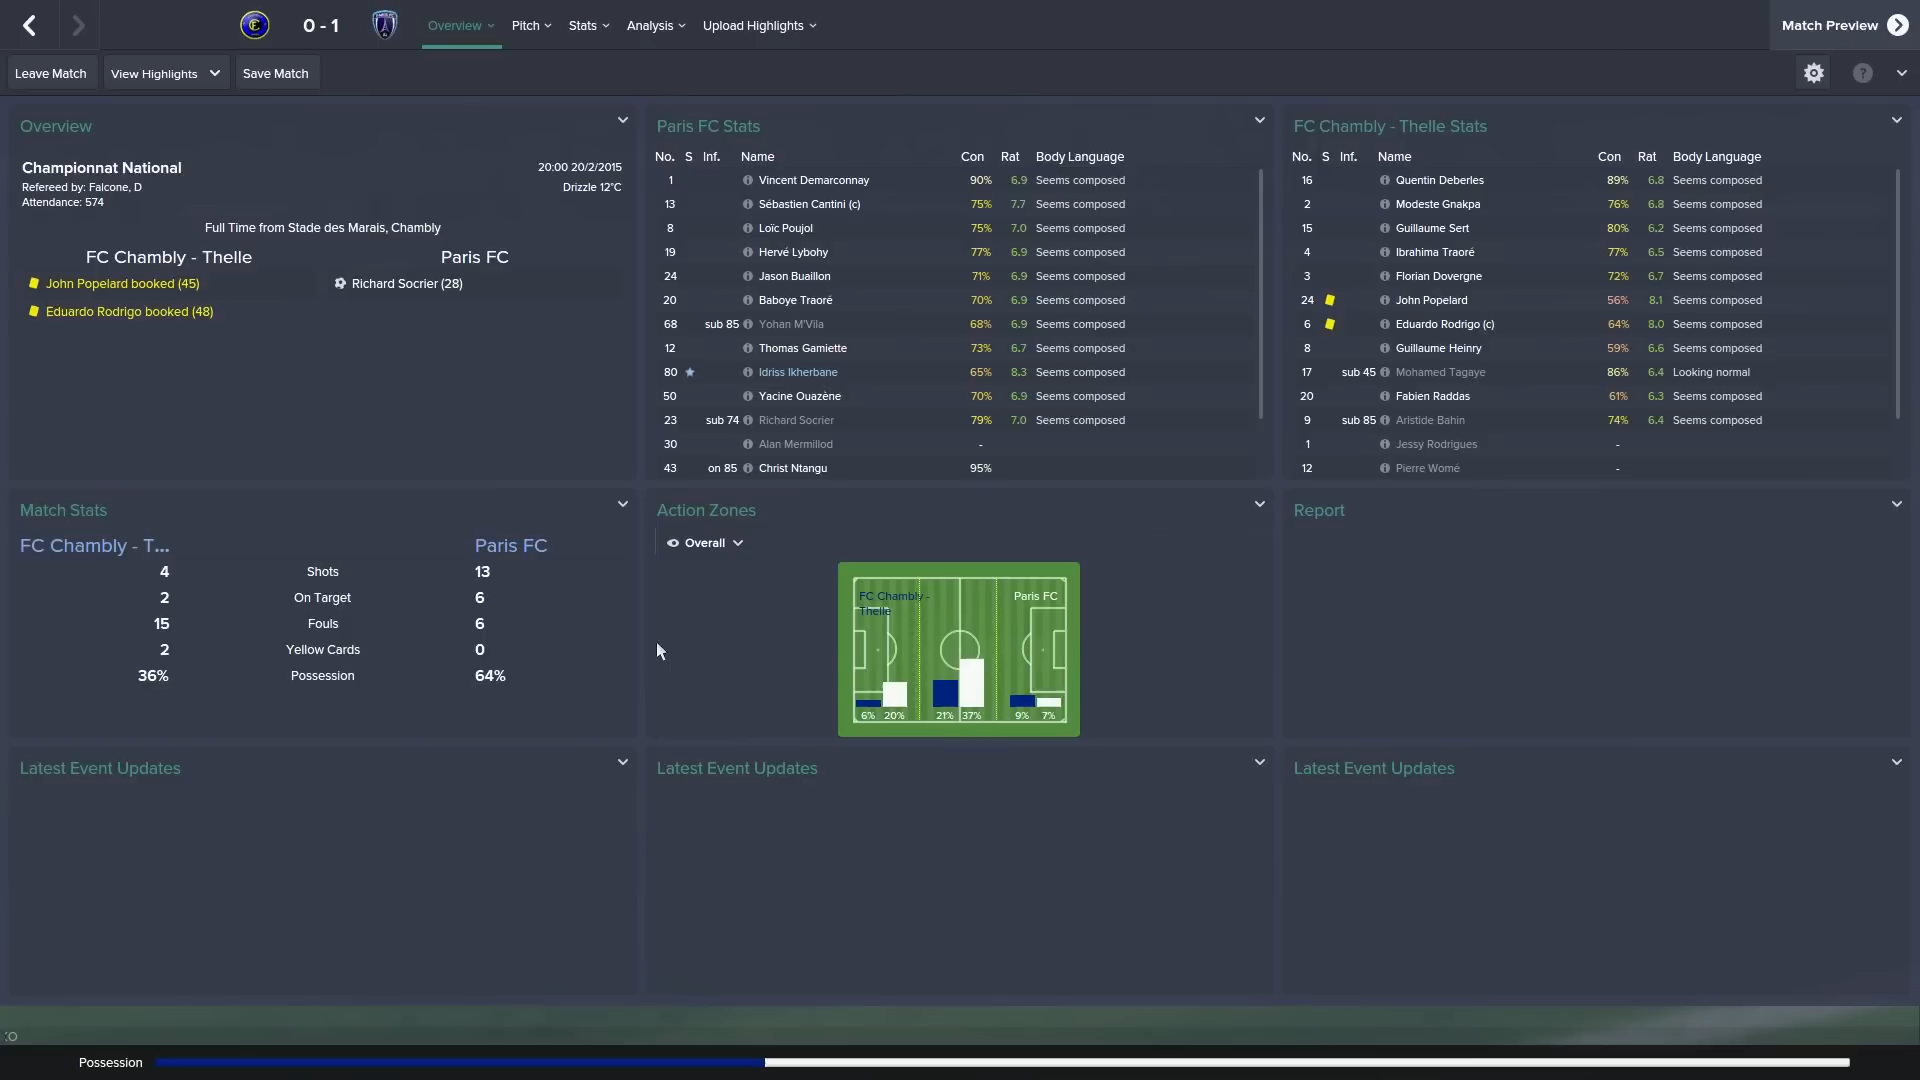 0 - 1
Overview
Pitch
Stats
Analysis
Upload Highlights
Match Preview
Leave Match
View Highlights
Save Match
?
Overview
Championnat National
20:00 20/2/2015
Refereed by: Falcone, D
Drizzle 12°C
Attendance: 574
Full Time from Stade des Marais, Chambly
FC Chambly - Thelle
Paris FC
John Popelard booked (45)
Richard Socrier (28)
Eduardo Rodrigo booked (48)
Paris FC Stats
No. S Inf. Name Con Rat Body Language
1 Vincent Demarconnay 90% 6.9 Seems composed
13 Sébastien Cantini (c) 75% 7.7 Seems composed
8 Loïc Poujol 75% 7.0 Seems composed
19 Hervé Lybohy 77% 6.9 Seems composed
24 Jason Buaillon 71% 6.9 Seems composed
20 Baboye Traoré 70% 6.9 Seems composed
68 sub 85 Yohan M'Vila 68% 6.9 Seems composed
12 Thomas Gamiette 73% 6.7 Seems composed
80 Idriss Ikherbane 65% 8.3 Seems composed
50 Yacine Ouazène 70% 6.9 Seems composed
23 sub 74 Richard Socrier 79% 7.0 Seems composed
30 Alan Mermillod -
43 on 85 Christ Ntangu 95%
FC Chambly - Thelle Stats
No. S Inf. Name Con Rat Body Language
16 Quentin Deberles 89% 6.8 Seems composed
2 Modeste Gnakpa 76% 6.8 Seems composed
15 Guillaume Sert 80% 6.2 Seems composed
4 Ibrahima Traoré 77% 6.5 Seems composed
3 Florian Dovergne 72% 6.7 Seems composed
24 John Popelard 56% 8.1 Seems composed
6 Eduardo Rodrigo (c) 64% 8.0 Seems composed
8 Guillaume Heinry 59% 6.6 Seems composed
17 sub 45 Mohamed Tagaye 86% 6.4 Looking normal
20 Fabien Raddas 61% 6.3 Seems composed
9 sub 85 Aristide Bahin 74% 6.4 Seems composed
1 Jessy Rodrigues -
12 Pierre Womé -
Match Stats
FC Chambly - T... Paris FC
4 Shots 13
2 On Target 6
15 Fouls 6
2 Yellow Cards 0
36% Possession 64%
Action Zones
Overall
FC Chambly -
Thelle
Paris FC
6% 20% 21% 37% 9% 7%
Report
Latest Event Updates
Latest Event Updates
Latest Event Updates
Possession